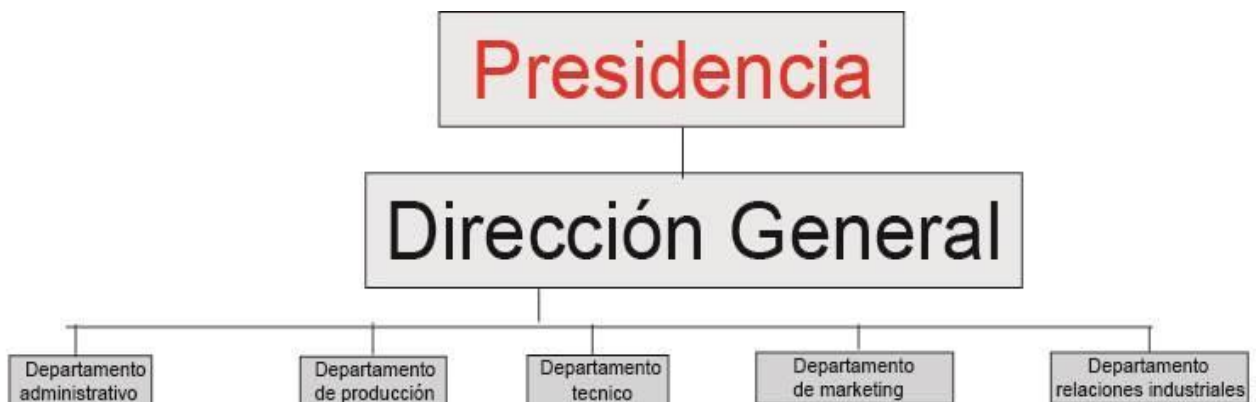 Presidencia
Dirección General
Departamento
administrativo
Departamento
de producción
Departamento
tecnico
Departamento
de marketing
Departamento
relaciones industriales